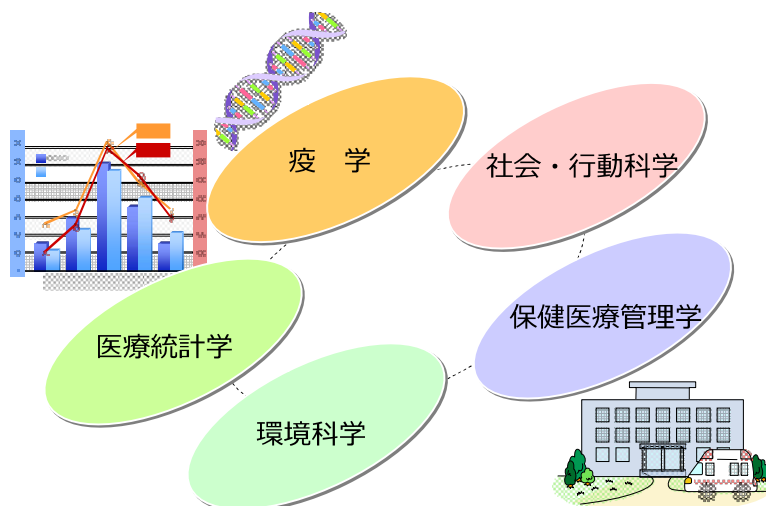 疫　学
社会・行動科学
保健医療管理学
医療統計学
環境科学